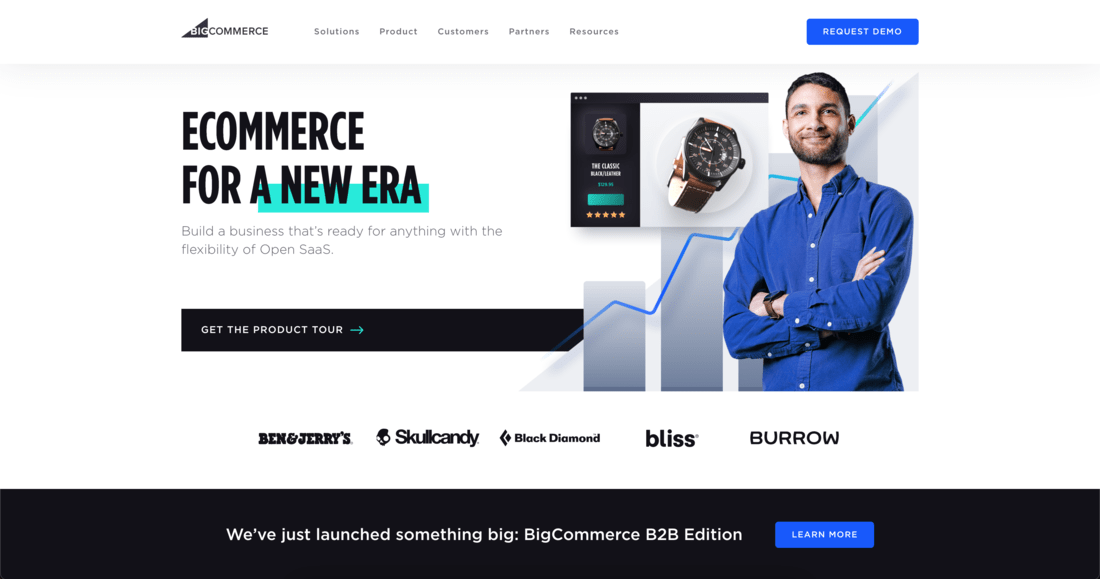 BIGCOMMERCE
Solutions
Product
Customers
Partners
Resources
REQUEST DEMO
ECOMMERCE
FOR A NEW ERA
Build a business that's ready for anything with the
flexibility of Open SaaS.
GET THE PRODUCT TOUR
THE CLASSIC
BLACK/LEATHER
$129.95
BEN&JERRY'S
Skullcandy
Black Diamond
bliss®
BURROW
We've just launched something big: BigCommerce B2B Edition
LEARN MORE